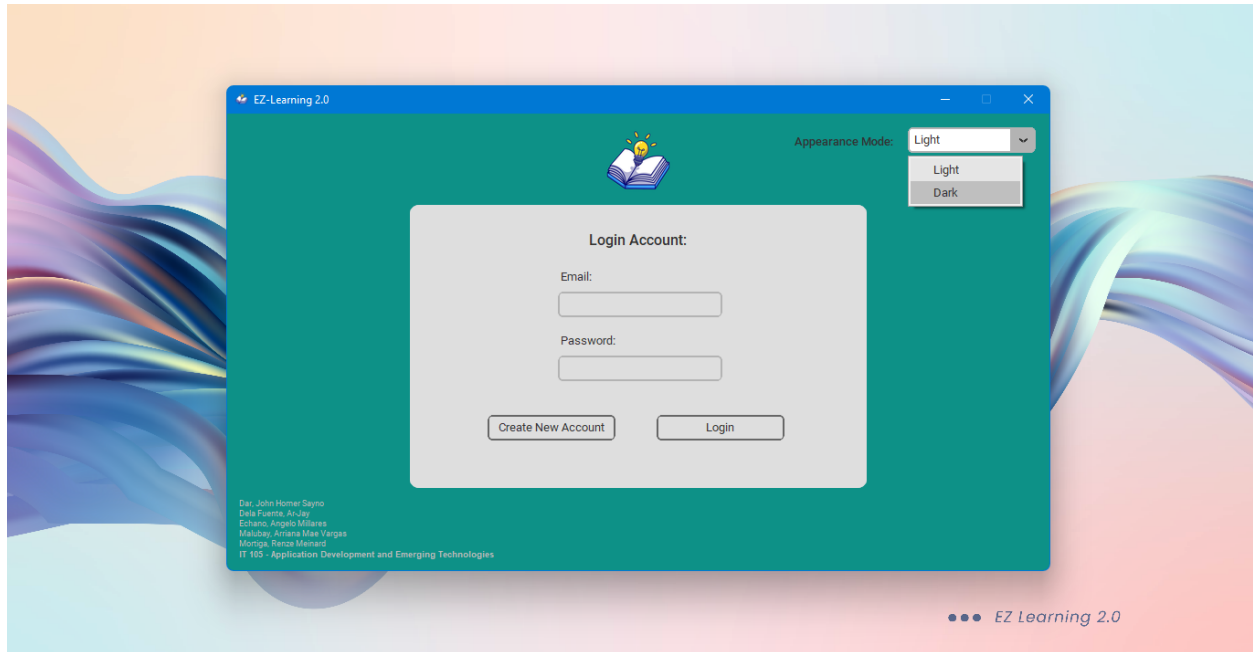 EZ-Learning 2.0
Appearance Mode: Light
Light
Dark
Login Account:
Email:
Password:
Create New Account Login
Dar, John Homer Sayno
Dela Fuente, Ar-Jay
Echano, Angelo Millares
Malubay, Arriana Mae Vargas
Mortiga, Renze Meinard
IT 105 - Application Development and Emerging Technologies
EZ Learning 2.0